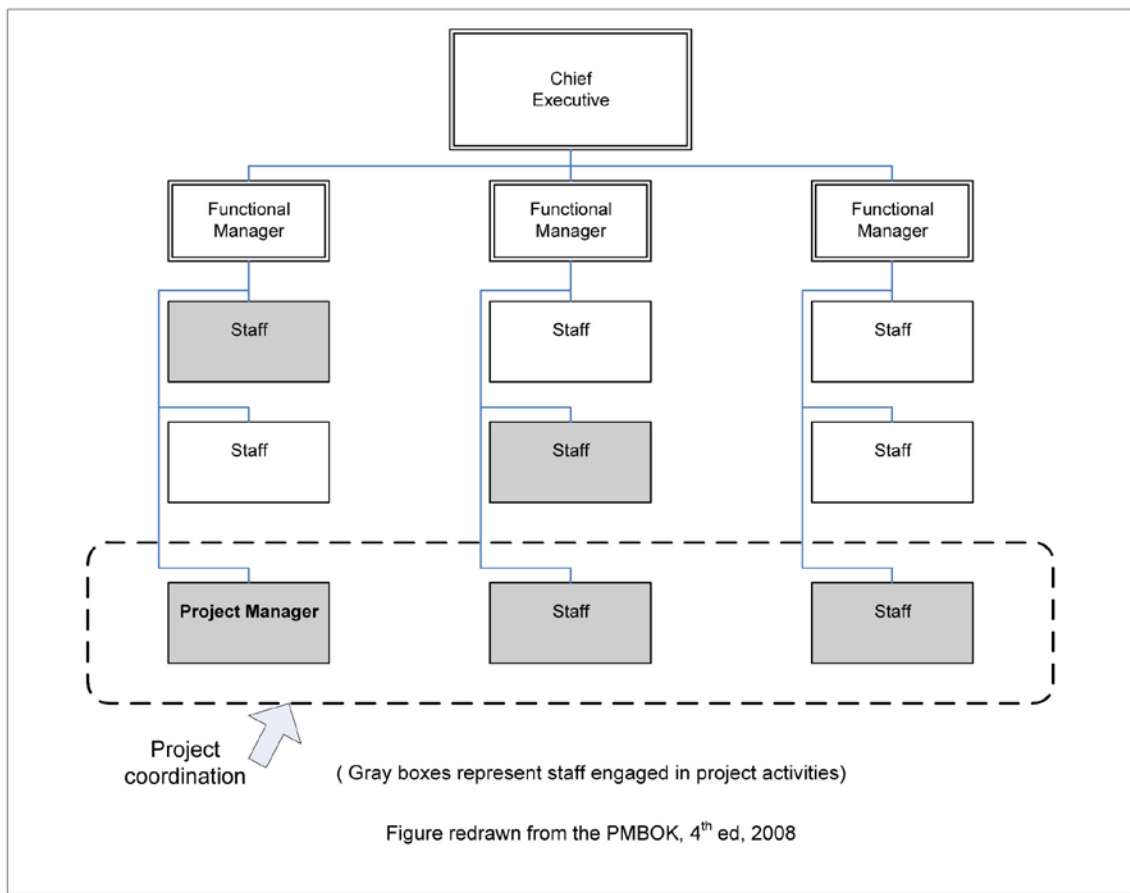 Chief
Executive
Functional
Manager
Functional
Manager
Functional
Manager
Staff
Staff
Staff
Staff
Staff
Staff
Project Manager
Staff
Staff
Project
coordination
( Gray boxes represent staff engaged in project activities)
Figure redrawn from the PMBOK, 4th ed, 2008